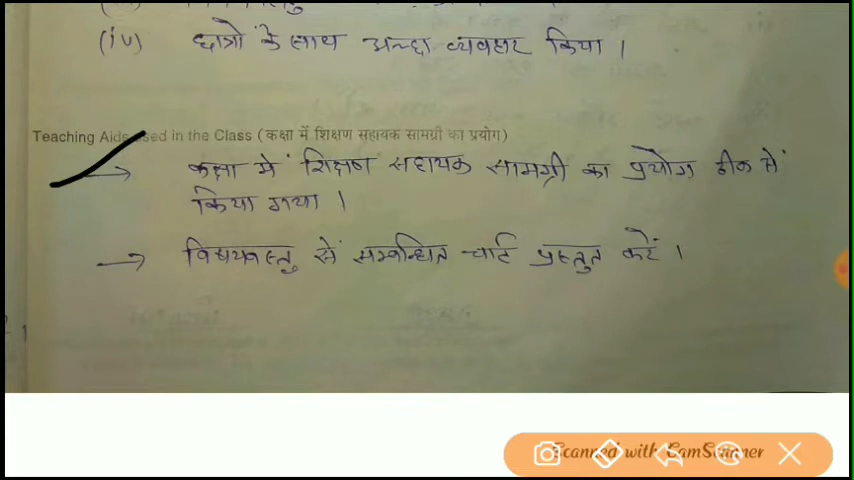 (iv) छात्रों के साथ अच्छा व्यवहार किया।
Teaching Aids used in the Class (कक्षा में शिक्षण सहायक सामग्री का प्रयोग)
→ कक्षा में शिक्षण सहायक सामग्री का प्रयोग ठीक से
किया गया।
→ विषयवस्तु से सम्बन्धित चार्ट प्रस्तुत करें।
Scanned with CamScanner